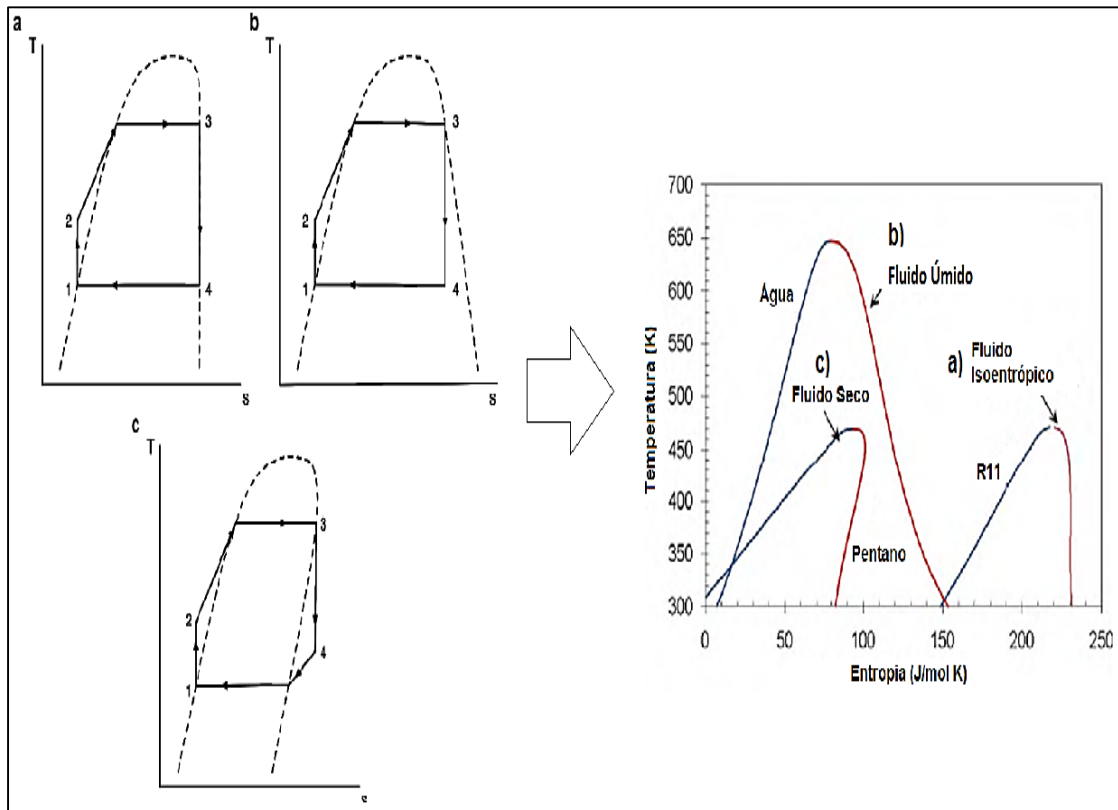 a
T
3
2
1
4
s
b
T
3
2
1
4
s
c
T
3
2
4
1
s
Temperatura (K)
700
650
600
550
500
450
400
350
300
0
50
100
150
200
250
Entropia (J/mol K)
Água
b)
Fluido Úmido
c)
Fluido Seco
a)
Fluido
Isoentrópico
R11
Pentano